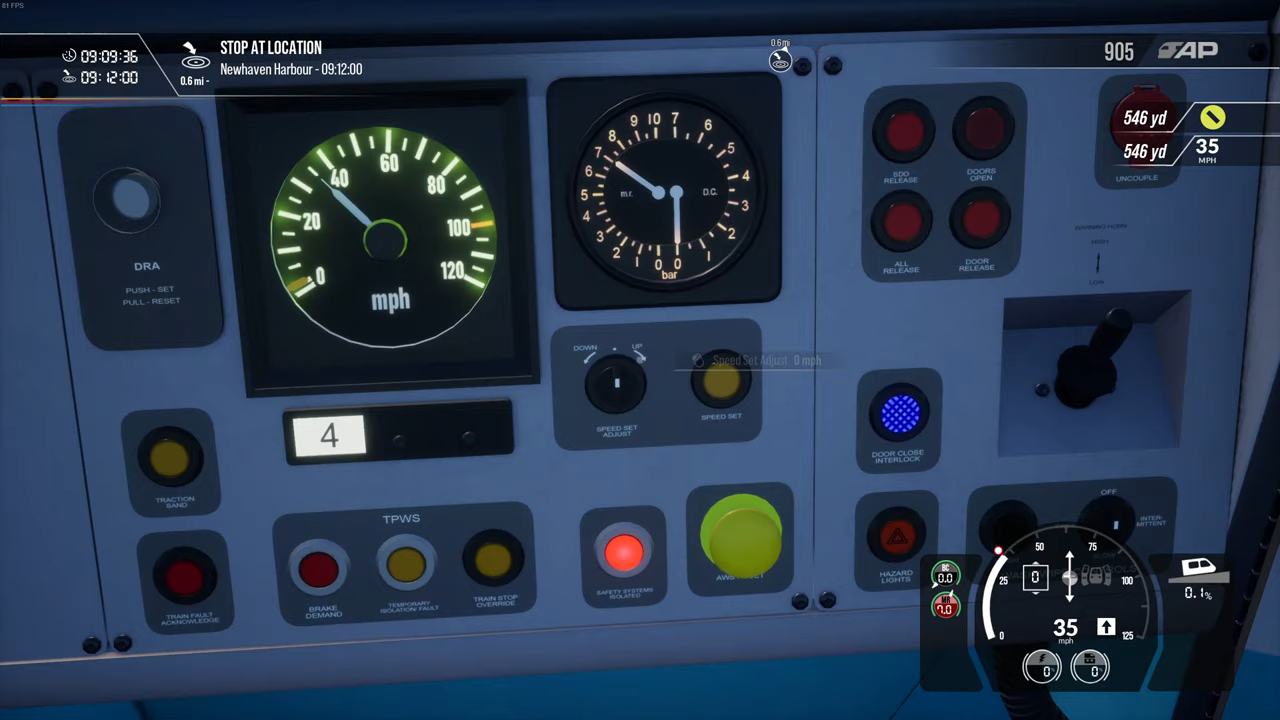 81 FPS
09:09:36
09:12:00
0.6 mi
STOP AT LOCATION
Newhaven Harbour - 09:12:00
0.6mi
905
546 yd
546 yd
35
MPH
DRA
PUSH - SET
PULL - RESET
0
20
40
60
80
100
120
mph
0
1
2
3
4
5
6
7
8
9
10
0
1
2
3
4
5
6
7
m.r.
D.C.
bar
SDO RELEASE
DOORS OPEN
ALL RELEASE
DOOR RELEASE
UNCOUPLE
WARNING HORN
HIGH
LOW
DOWN
UP
SPEED SET ADJUST
SPEED SET
Speed Set Adjust 0 mph
DOOR CLOSE INTERLOCK
4
TRACTION SAND
TRAIN FAULT ACKNOWLEDGE
TPWS
BRAKE DEMAND
TEMPORARY ISOLATION/ FAULT
TRAIN STOP OVERRIDE
SAFETY SYSTEMS ISOLATED
AWS RESET
HAZARD LIGHTS
OFF
INTER-
MITTENT
BC
0.0
MR
7.0
0
25
50
75
100
125
0
35
mph
0
0
0.1%